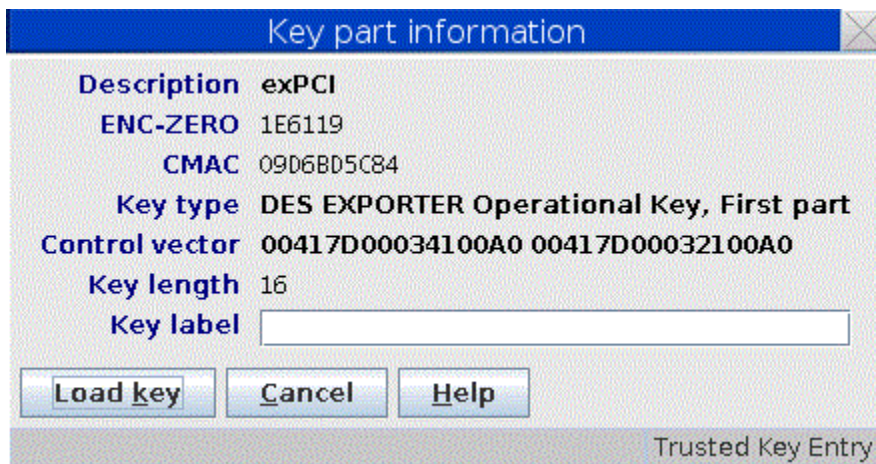 Key part information
Description exPCI
ENC-ZERO 1E6119
CMAC 09D6BD5C84
Key type DES EXPORTER Operational Key, First part
Control vector 00417D00034100A0 00417D00032100A0
Key length 16
Key label
Load key Cancel Help
Trusted Key Entry